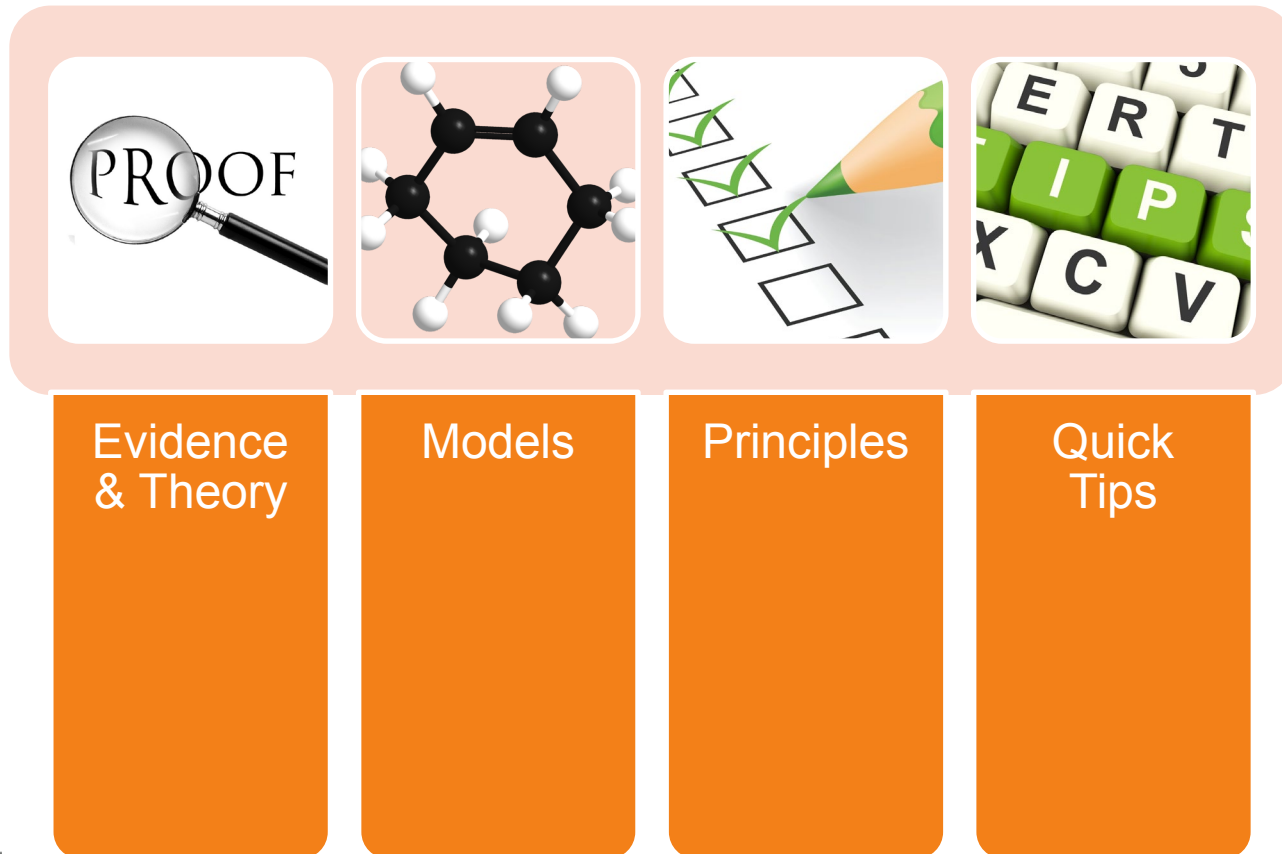 PROOF
E R T
T I P S
X C V
Evidence
& Theory
Models
Principles
Quick
Tips